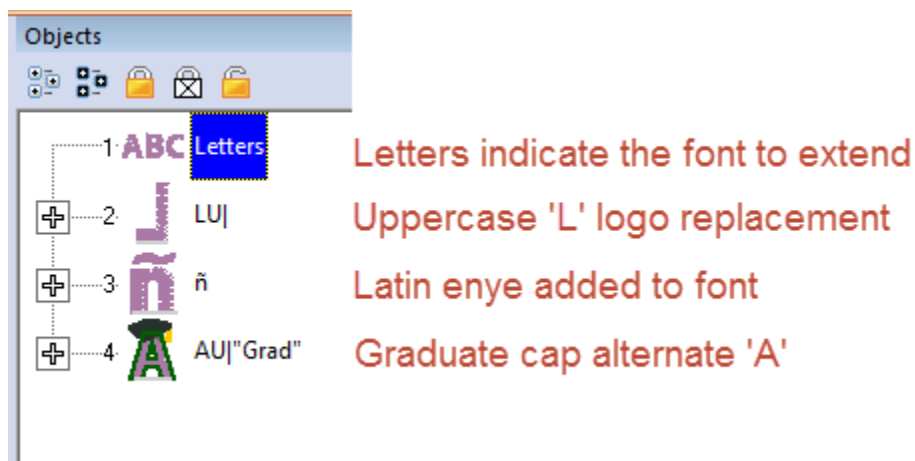 Objects
1 ABC Letters Letters indicate the font to extend
2 LU| Uppercase 'L' logo replacement
3 ñ ñ Latin enye added to font
4 A AU|"Grad" Graduate cap alternate 'A'